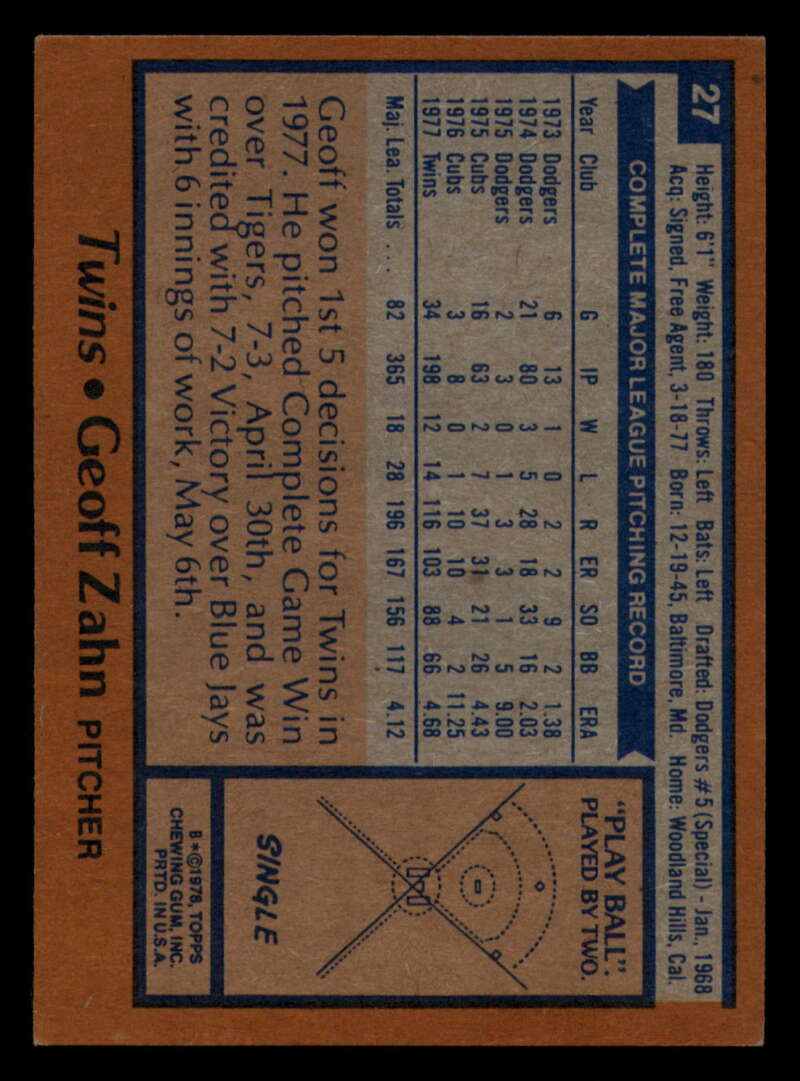 27
Height: 6'1" Weight: 180 Throws: Left Bats: Left Drafted: Dodgers #5 (Special) - Jan., 1968
Acq: Signed, Free Agent, 3-18-77 Born: 12-19-45, Baltimore, Md. Home: Woodland Hills, Cal.
COMPLETE MAJOR LEAGUE PITCHING RECORD
Year Club G IP W L R ER SO BB ERA
1973 Dodgers 6 13 1 0 2 2 9 2 1.38
1974 Dodgers 21 80 3 5 28 18 33 16 2.03
1975 Dodgers 2 3 0 1 3 3 1 5 9.00
1975 Cubs 16 63 2 7 37 31 21 26 4.43
1976 Cubs 3 8 0 1 10 10 4 2 11.25
1977 Twins 34 198 12 14 116 103 88 66 4.68
Maj. Lea. Totals . . . 82 365 18 28 196 167 156 117 4.12
Geoff won 1st 5 decisions for Twins in
1977. He pitched Complete Game Win
over Tigers, 7-3, April 30th, and was
credited with 7-2 Victory over Blue Jays
with 6 innings of work, May 6th.
"PLAY BALL".
PLAYED BY TWO.
SINGLE
B*©1978, TOPPS
CHEWING GUM, INC.
PRTD. IN U.S.A.
Twins • Geoff Zahn PITCHER